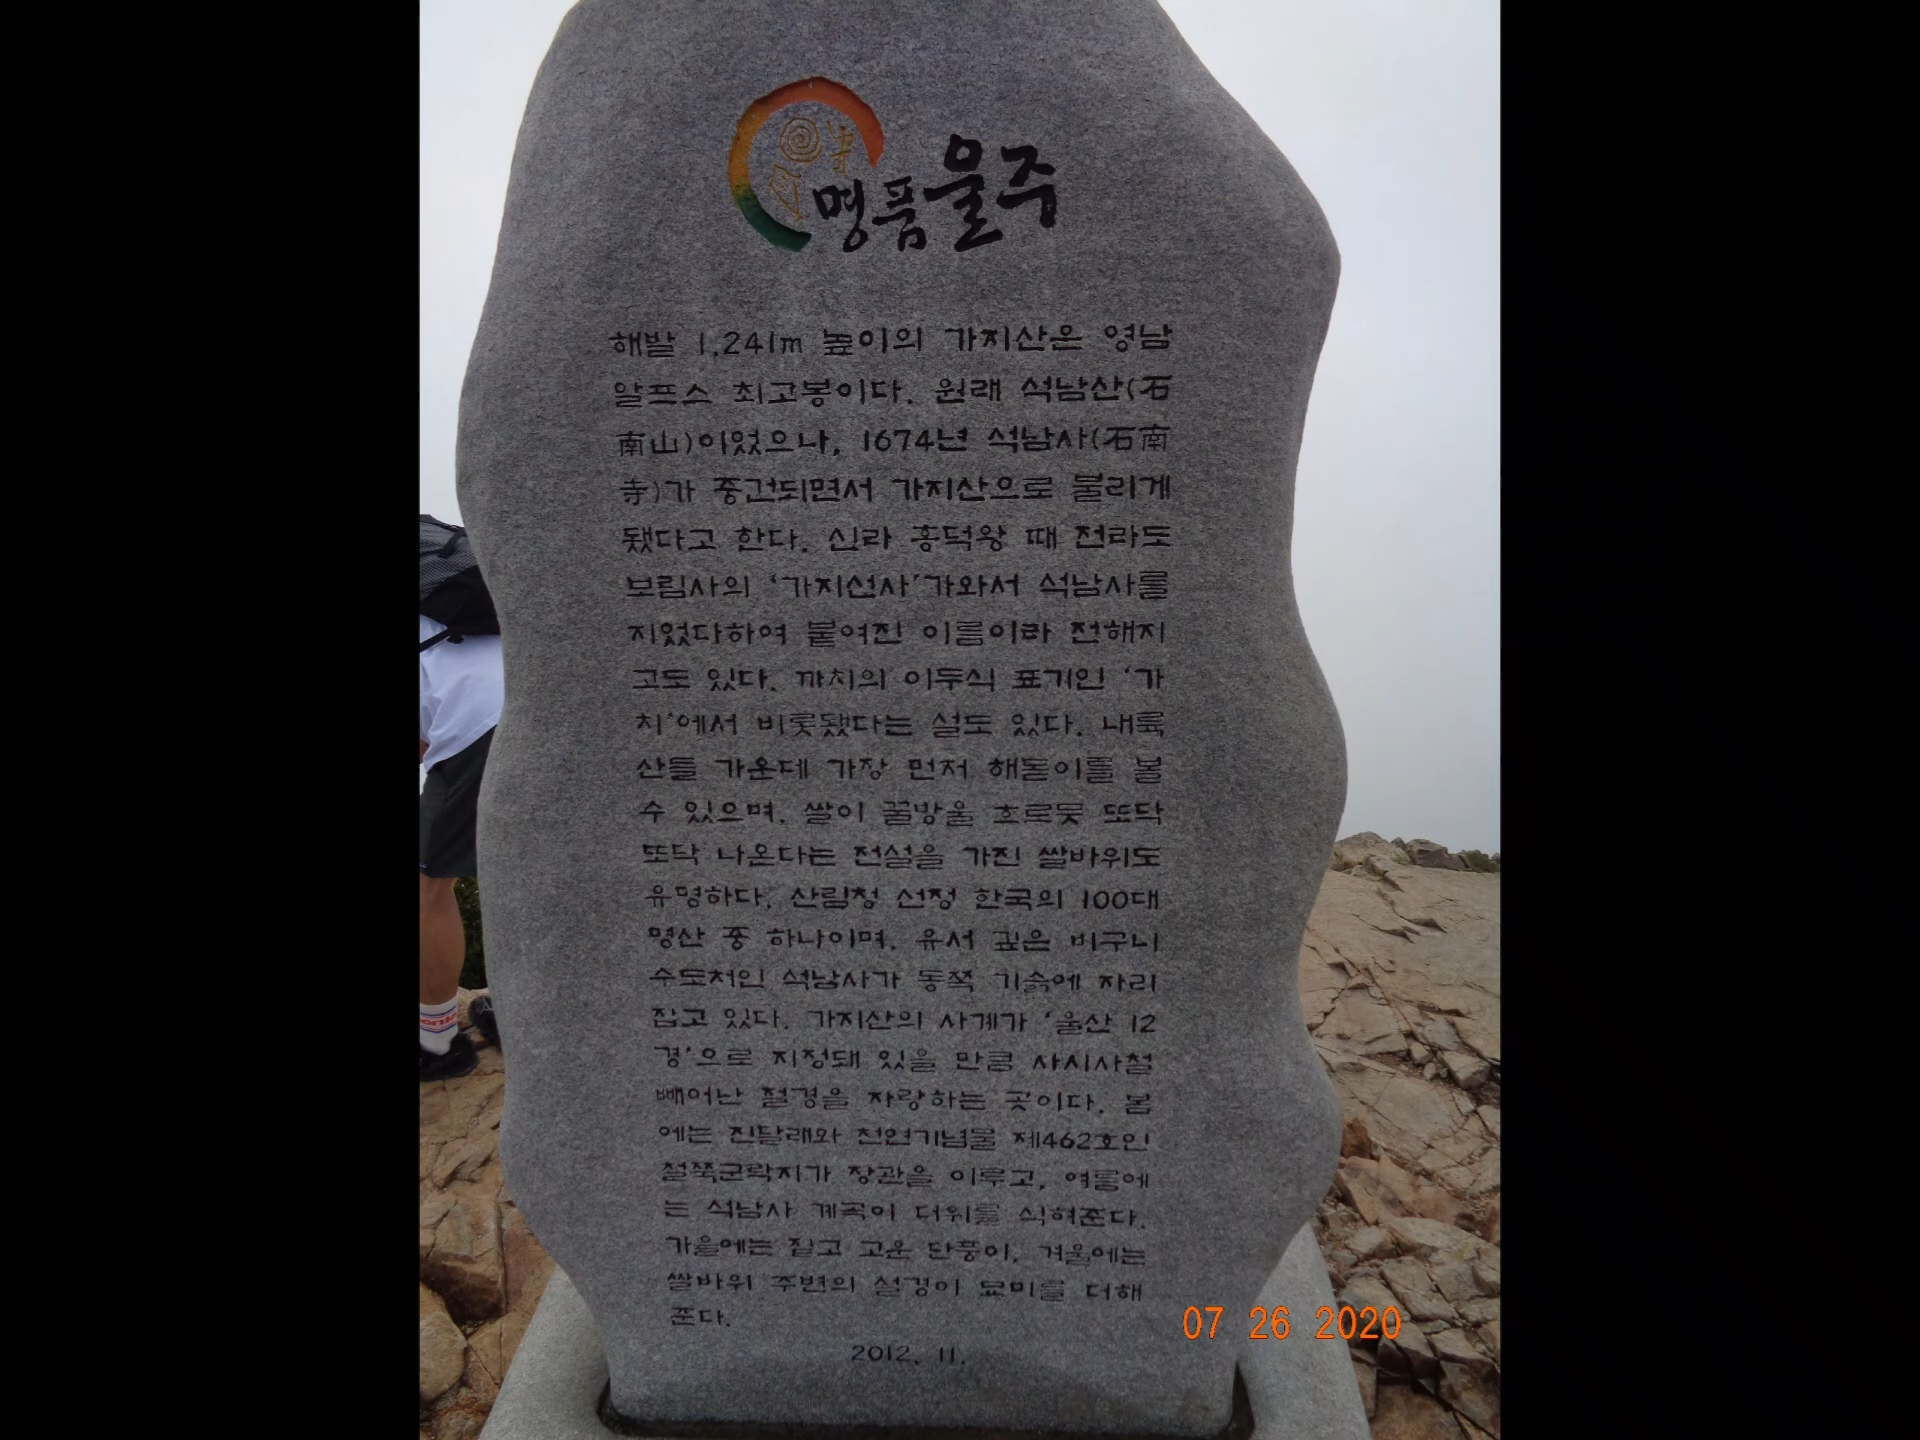 명품울주
해발 1,241m 높이의 가지산은 영남
알프스 최고봉이다. 원래 석남산(石
南山)이었으나, 1674년 석남사(石南
寺)가 중건되면서 가지산으로 불리게
됐다고 한다. 신라 흥덕왕 때 전라도
보림사의 '가지선사'가와서 석남사를
지었다하여 붙여진 이름이라 전해지
고도 있다. 까치의 이두식 표기인 '가
치'에서 비롯됐다는 설도 있다. 내륙
산들 가운데 가장 먼저 해돋이를 볼
수 있으며, 쌀이 물방울 흐르듯 또닥
또닥 나온다는 전설을 가진 쌀바위도
유명하다. 산림청 선정 한국의 100대
명산 중 하나이며, 유서 깊은 비구니
수도처인 석남사가 동쪽 기슭에 자리
잡고 있다. 가지산의 사계가 '울산 12
경'으로 지정돼 있을 만큼 사시사철
빼어난 절경을 자랑하는 곳이다. 봄
에는 진달래와 천연기념물 제462호인
철쭉군락지가 장관을 이루고, 여름에
는 석남사 계곡이 더위를 식혀준다.
가을에는 짙고 고운 단풍이, 겨울에는
쌀바위 주변의 설경이 묘미를 더해
준다.
2012. 11.
07 26 2020